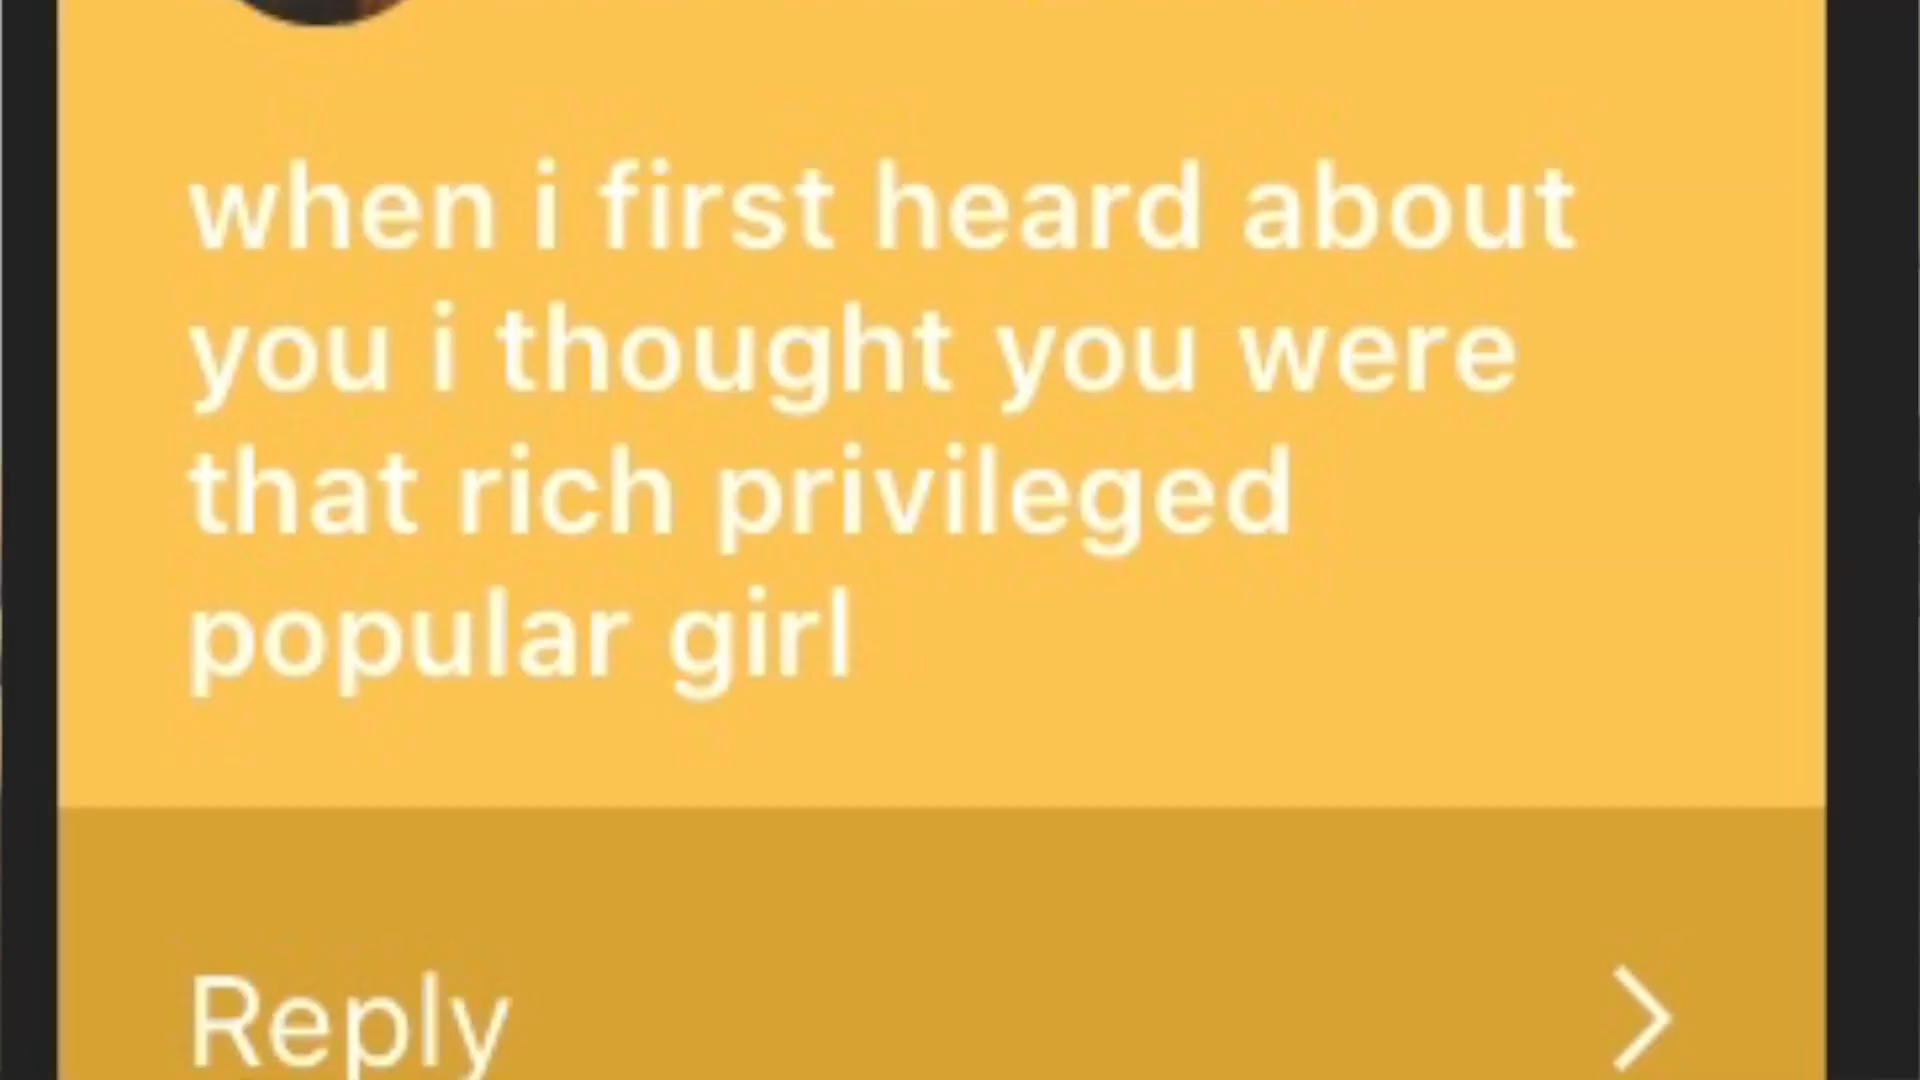 when i first heard about
you i thought you were
that rich privileged
popular girl
Reply